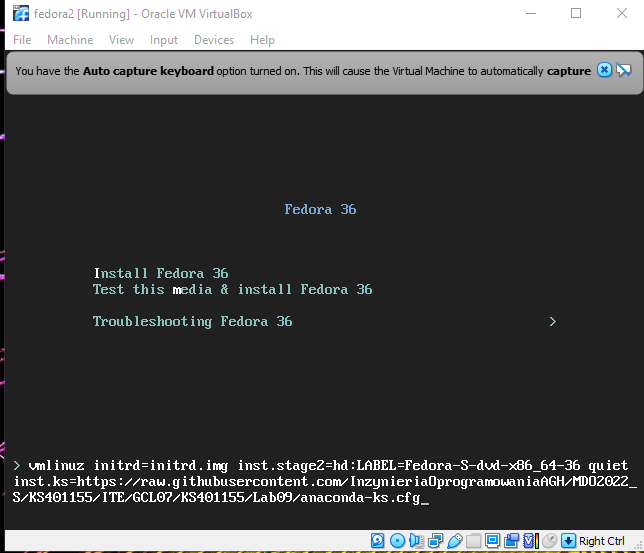 fedora2 [Running] - Oracle VM VirtualBox
File Machine View Input Devices Help
You have the Auto capture keyboard option turned on. This will cause the Virtual Machine to automatically capture
Fedora 36
Install Fedora 36
Test this media & install Fedora 36
Troubleshooting Fedora 36 >
> vmlinuz initrd=initrd.img inst.stage2=hd:LABEL=Fedora-S-dvd-x86_64-36 quiet
inst.ks=https://raw.githubusercontent.com/InzynieriaOprogramowaniaAGH/MDO2022_
S/KS401155/ITE/GCL07/KS401155/Lab09/anaconda-ks.cfg_
Right Ctrl